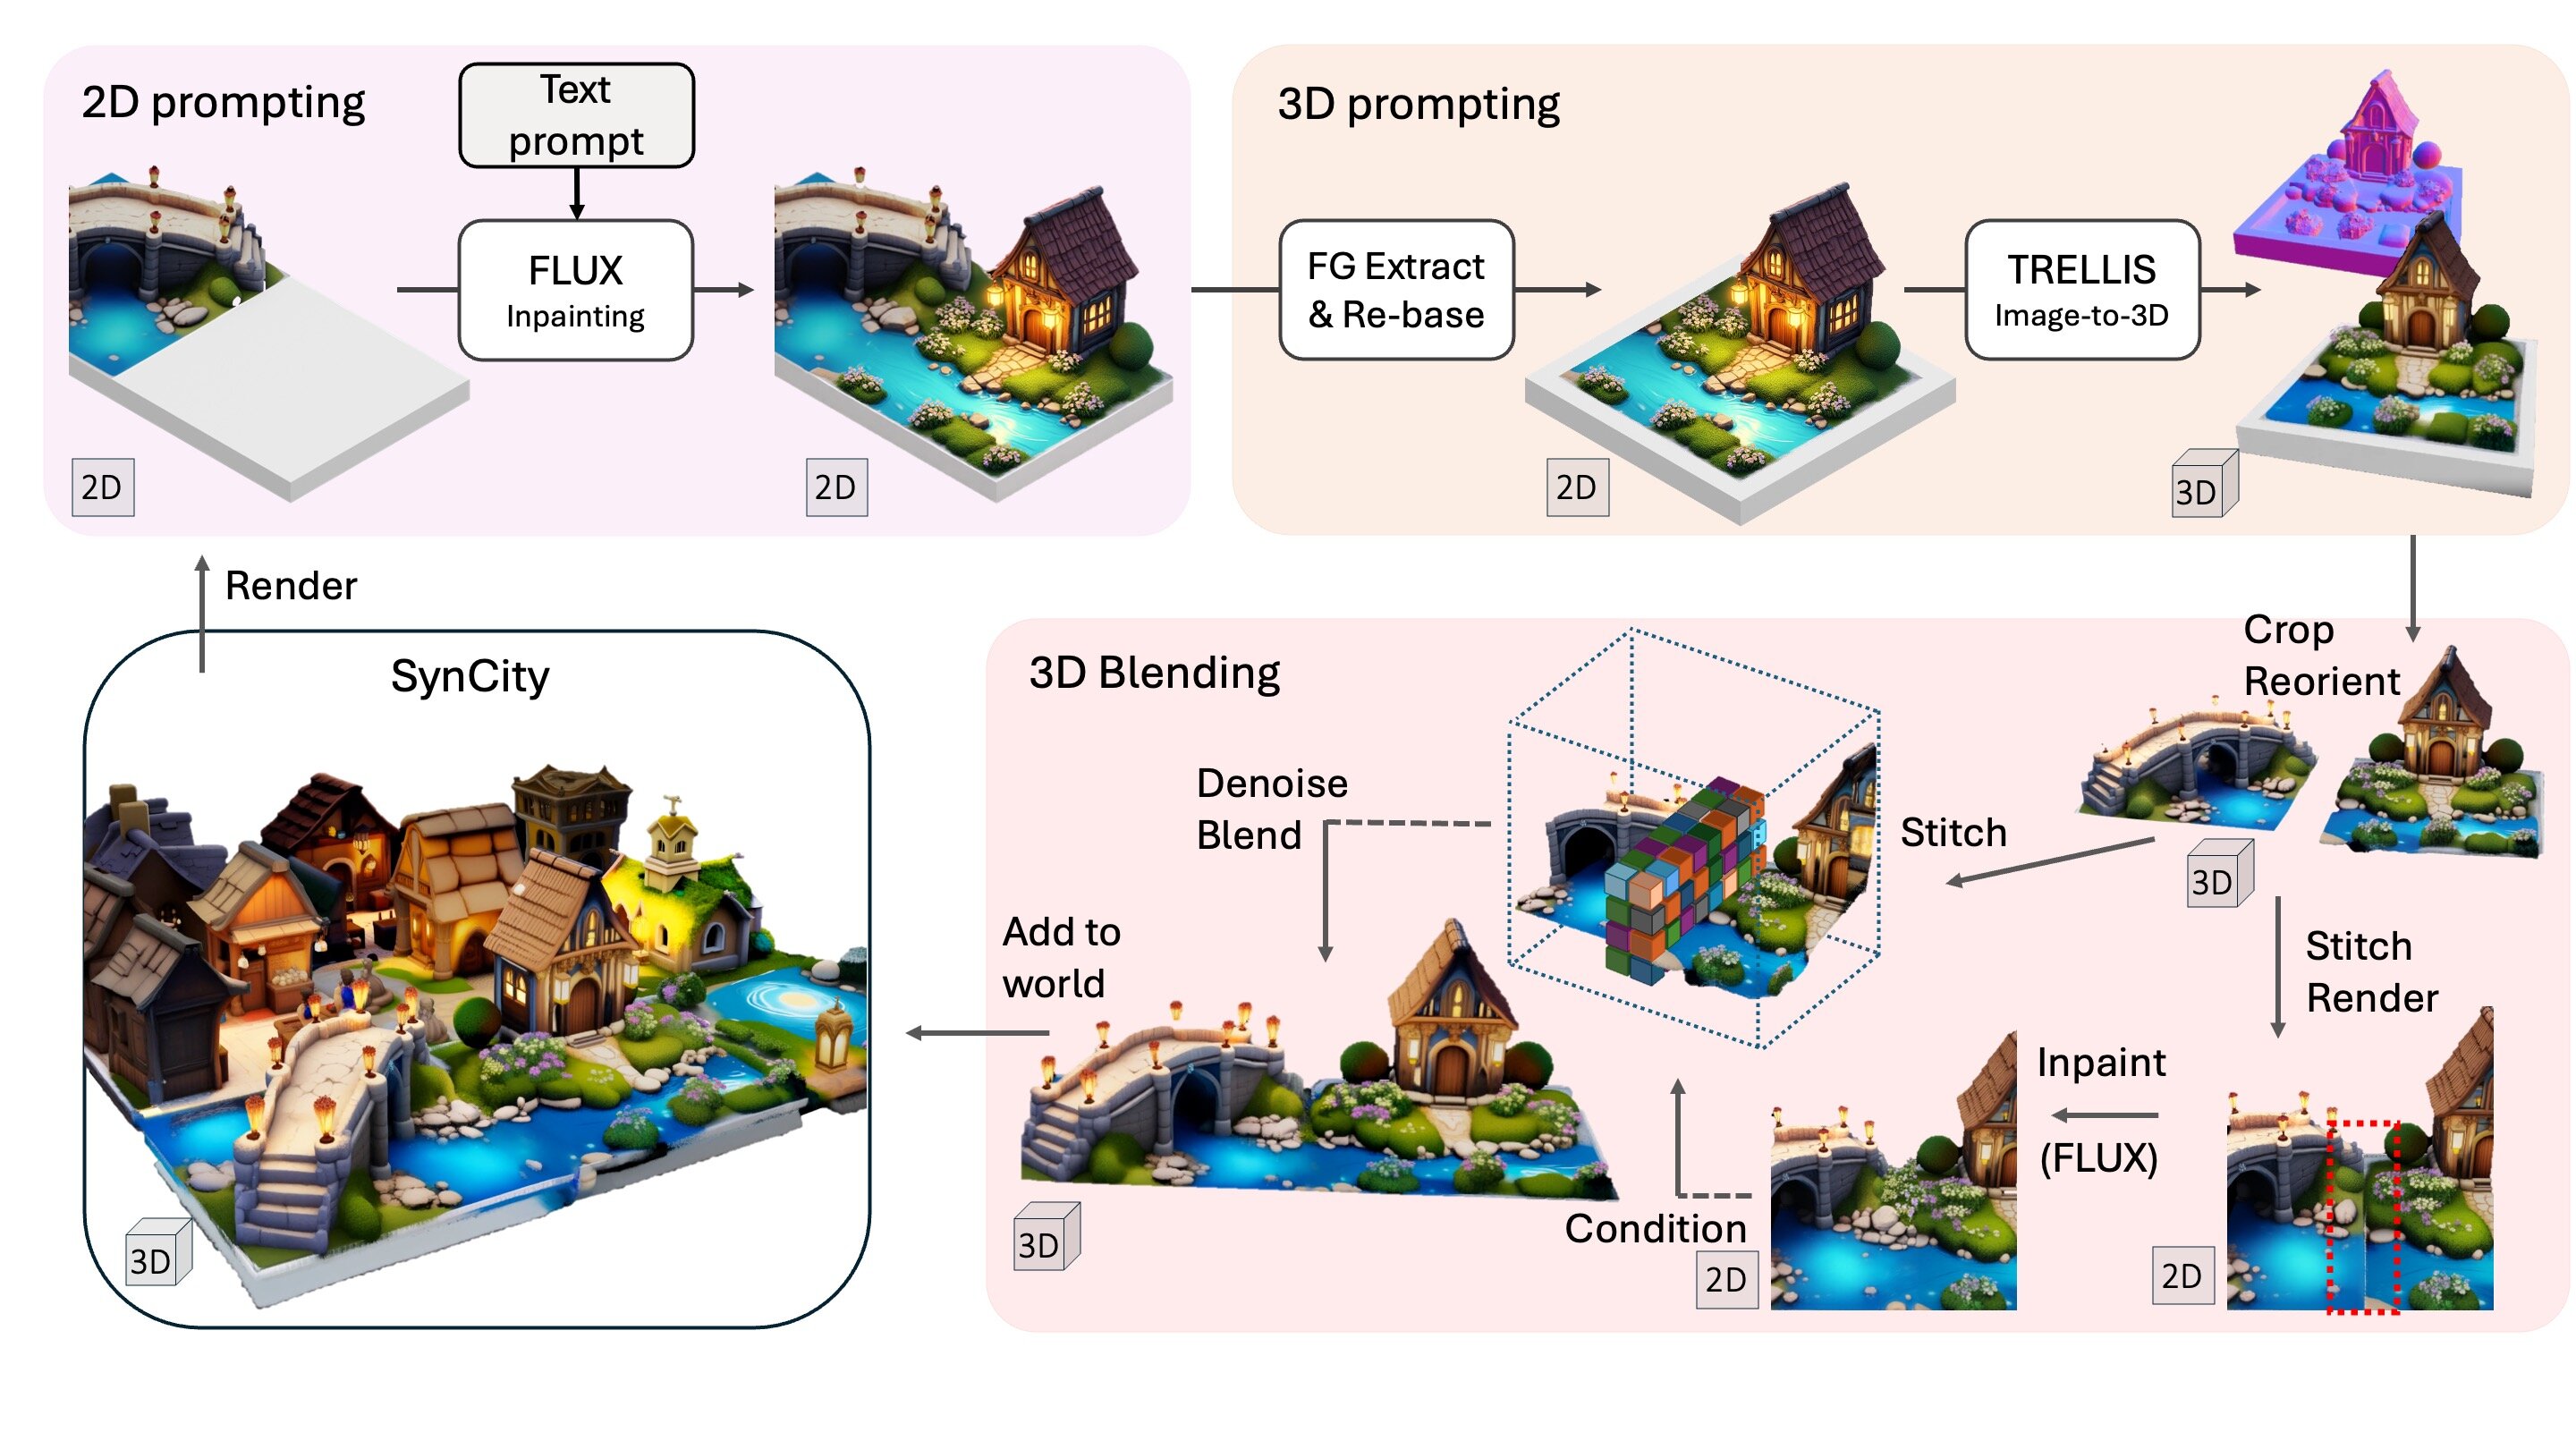 2D prompting
Text
prompt
FLUX
Inpainting
2D
2D
3D prompting
FG Extract
& Re-base
TRELLIS
Image-to-3D
2D
3D
Render
SynCity
3D
3D Blending
Crop
Reorient
Stitch
3D
Stitch
Render
Inpaint
(FLUX)
2D
2D
Condition
Denoise
Blend
3D
Add to
world